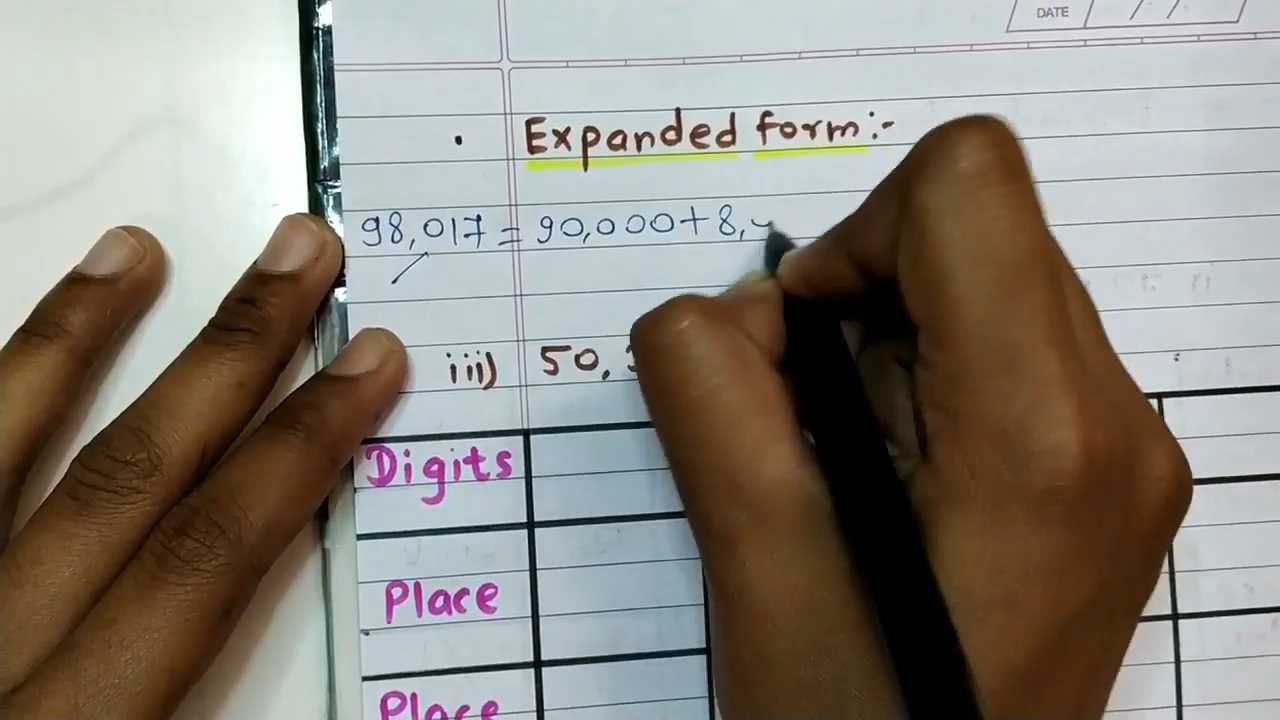 DATE / /
• Expanded form:-
98,017 = 90,000+8,
iii) 50,
Digits
Place
Place